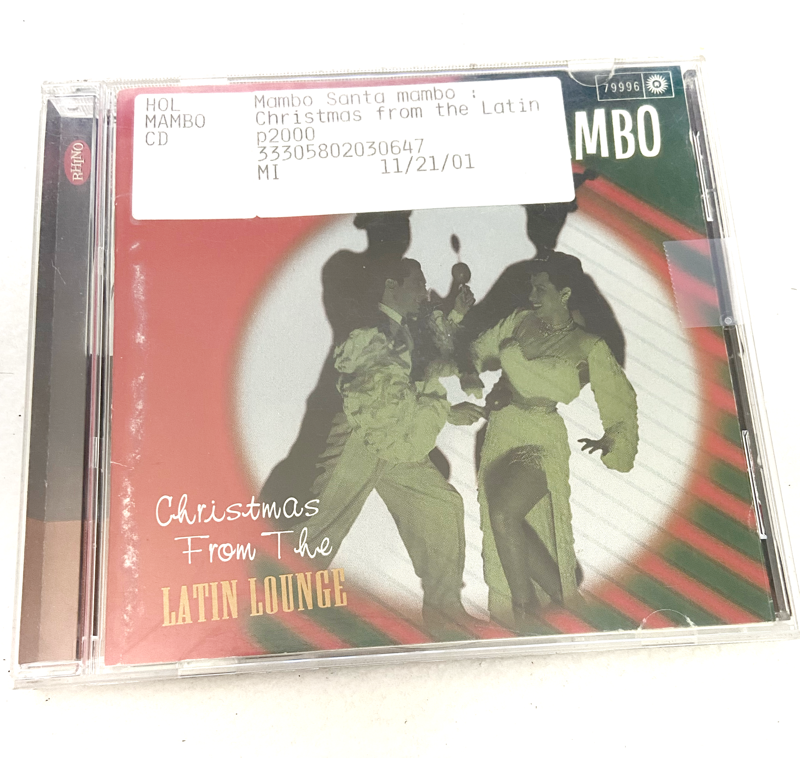 HOL Mambo Santa mambo :
MAMBO Christmas from the Latin
CD p2000
33305802030647
MI 11/21/01
79996
AMBO
RHINO
Christmas
From The
LATIN LOUNGE